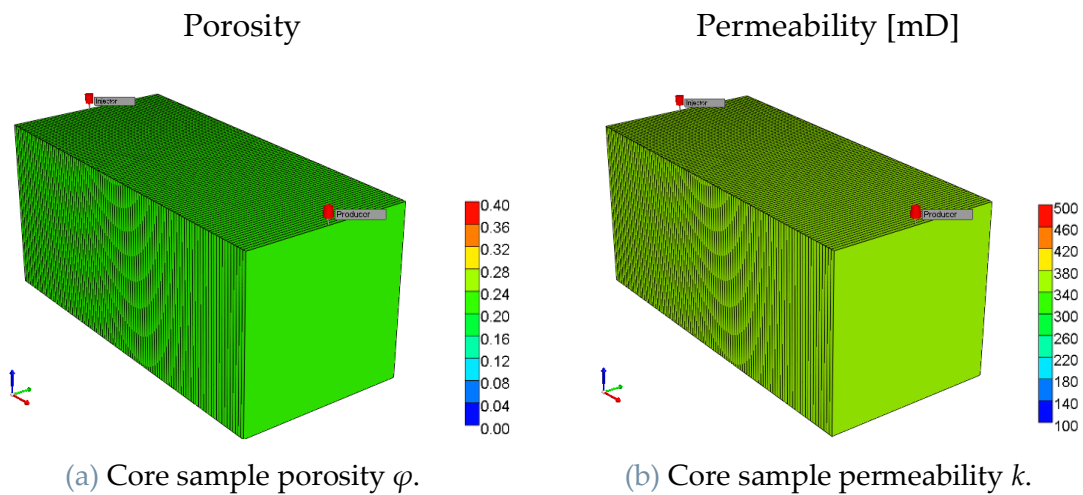 Porosity
Injector
Producor
0.40
0.36
0.32
0.28
0.24
0.20
0.16
0.12
0.08
0.04
0.00
(a) Core sample porosity φ.
Permeability [mD]
Injector
Producor
500
460
420
380
340
300
260
220
180
140
100
(b) Core sample permeability k.